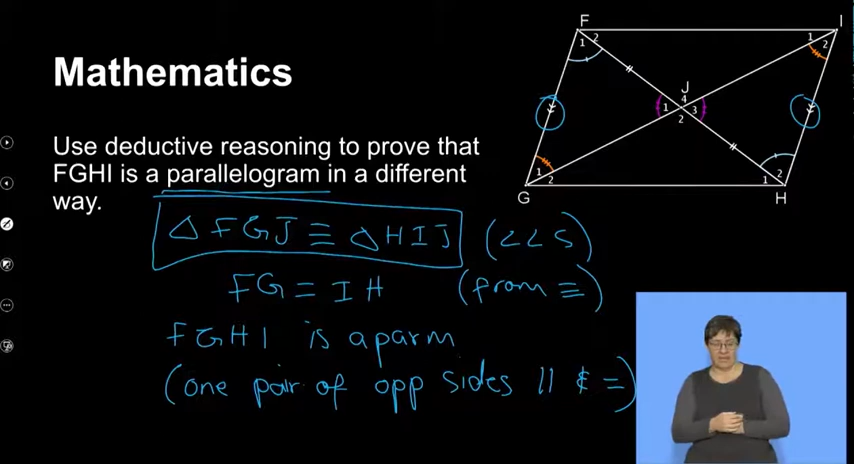 Mathematics
Use deductive reasoning to prove that
FGHI is a parallelogram in a different
way.
△FGJ ≡ △HIJ (∠∠S)
FG = IH (from ≡)
FGHI is a parm
(one pair of opp sides || & =)
F
I
1 2
1 2
J
4
1 3
2
1 2
1 2
G
H